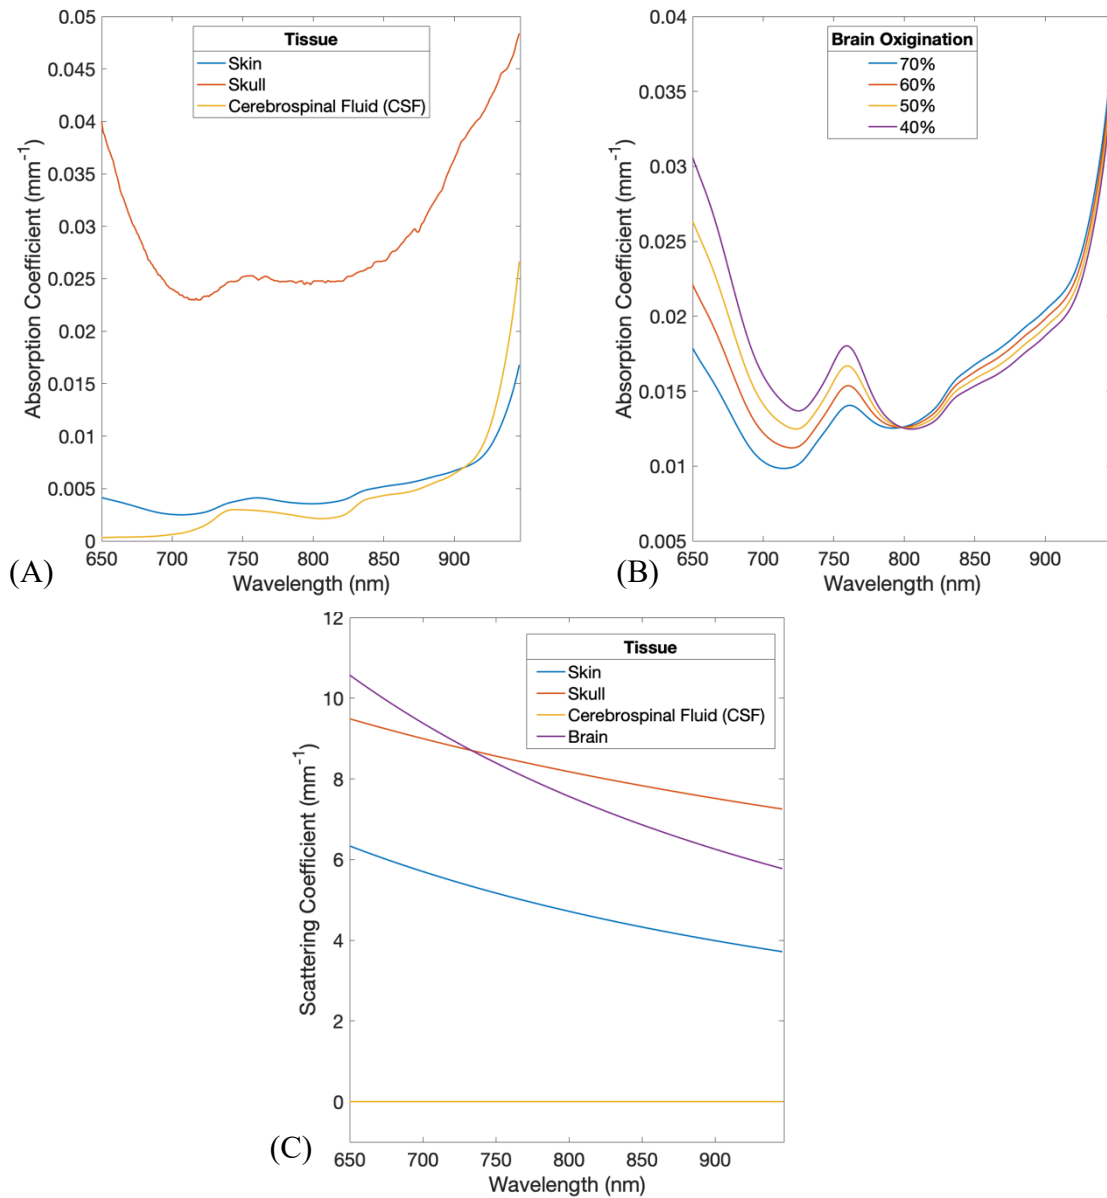 0.05
0.045
0.04
0.035
0.03
0.025
0.02
0.015
0.01
0.005
0
Absorption Coefficient (mm⁻¹)
Tissue
Skin
Skull
Cerebrospinal Fluid (CSF)
650 700 750 800 850 900
Wavelength (nm)
(A)
0.04
0.035
0.03
0.025
0.02
0.015
0.01
0.005
Absorption Coefficient (mm⁻¹)
Brain Oxigination
70%
60%
50%
40%
650 700 750 800 850 900
Wavelength (nm)
(B)
12
10
8
6
4
2
0
Scattering Coefficient (mm⁻¹)
Tissue
Skin
Skull
Cerebrospinal Fluid (CSF)
Brain
650 700 750 800 850 900
Wavelength (nm)
(C)